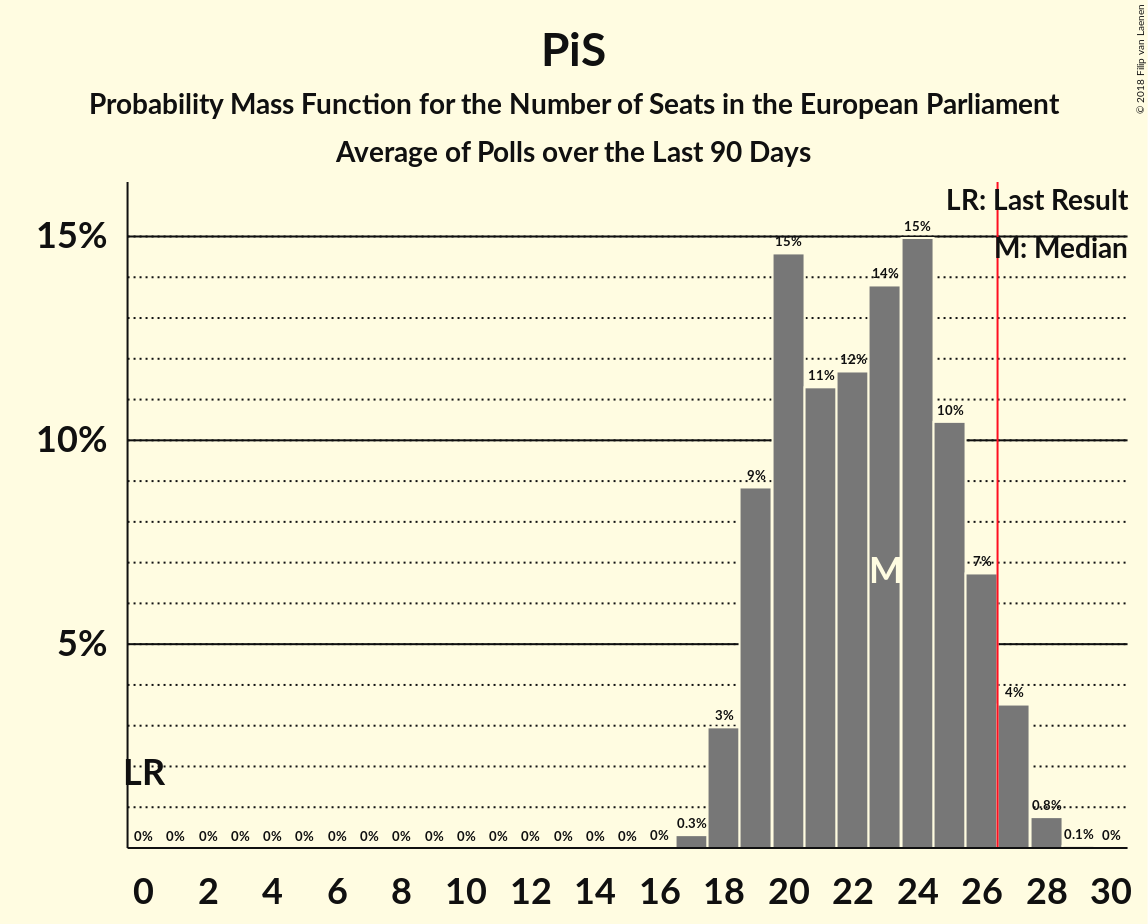 PiS
Probability Mass Function for the Number of Seats in the European Parliament
Average of Polls over the Last 90 Days
© 2018 Filip van Laenen
LR: Last Result
M: Median
15%
10%
5%
LR
M
0% 0% 0% 0% 0% 0% 0% 0% 0% 0% 0% 0% 0% 0% 0% 0% 0% 0.3% 3% 9% 15% 11% 12% 14% 15% 10% 7% 4% 0.8% 0.1% 0%
0 2 4 6 8 10 12 14 16 18 20 22 24 26 28 30